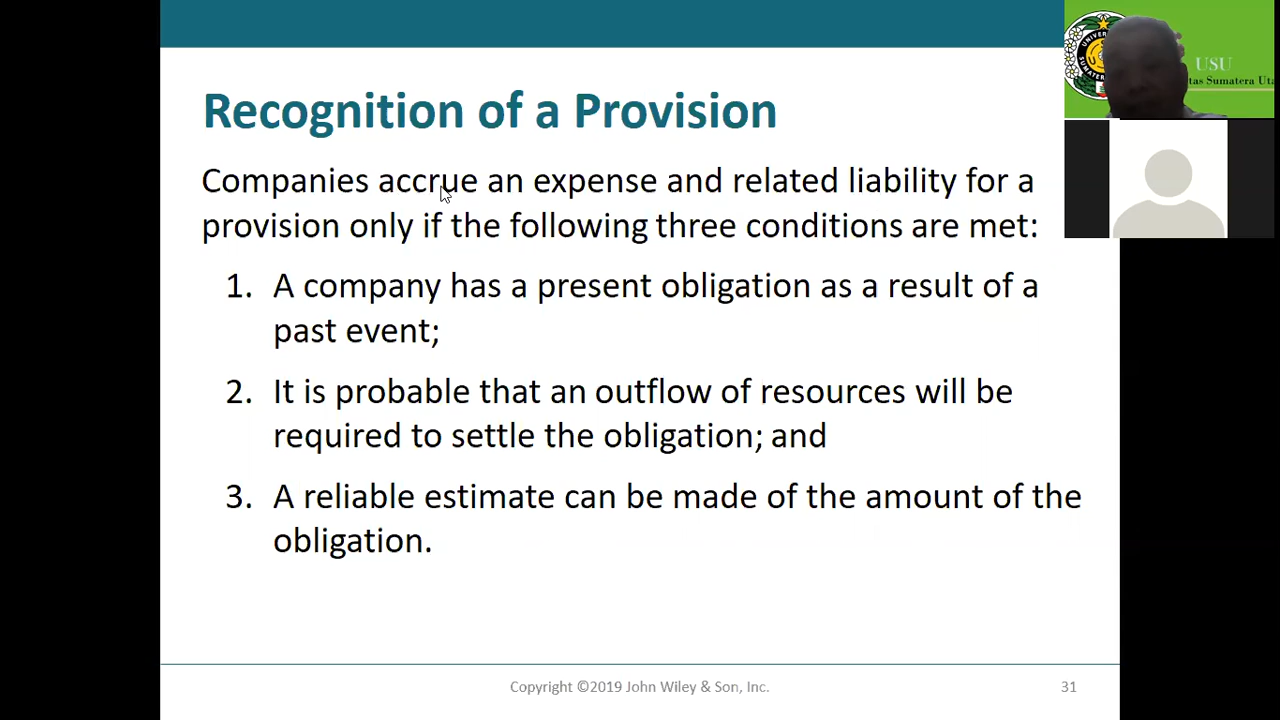 Recognition of a Provision
Companies accrue an expense and related liability for a
provision only if the following three conditions are met:
1. A company has a present obligation as a result of a
past event;
2. It is probable that an outflow of resources will be
required to settle the obligation; and
3. A reliable estimate can be made of the amount of the
obligation.
Copyright ©2019 John Wiley & Son, Inc.
31
USU
tas Sumatera Uta